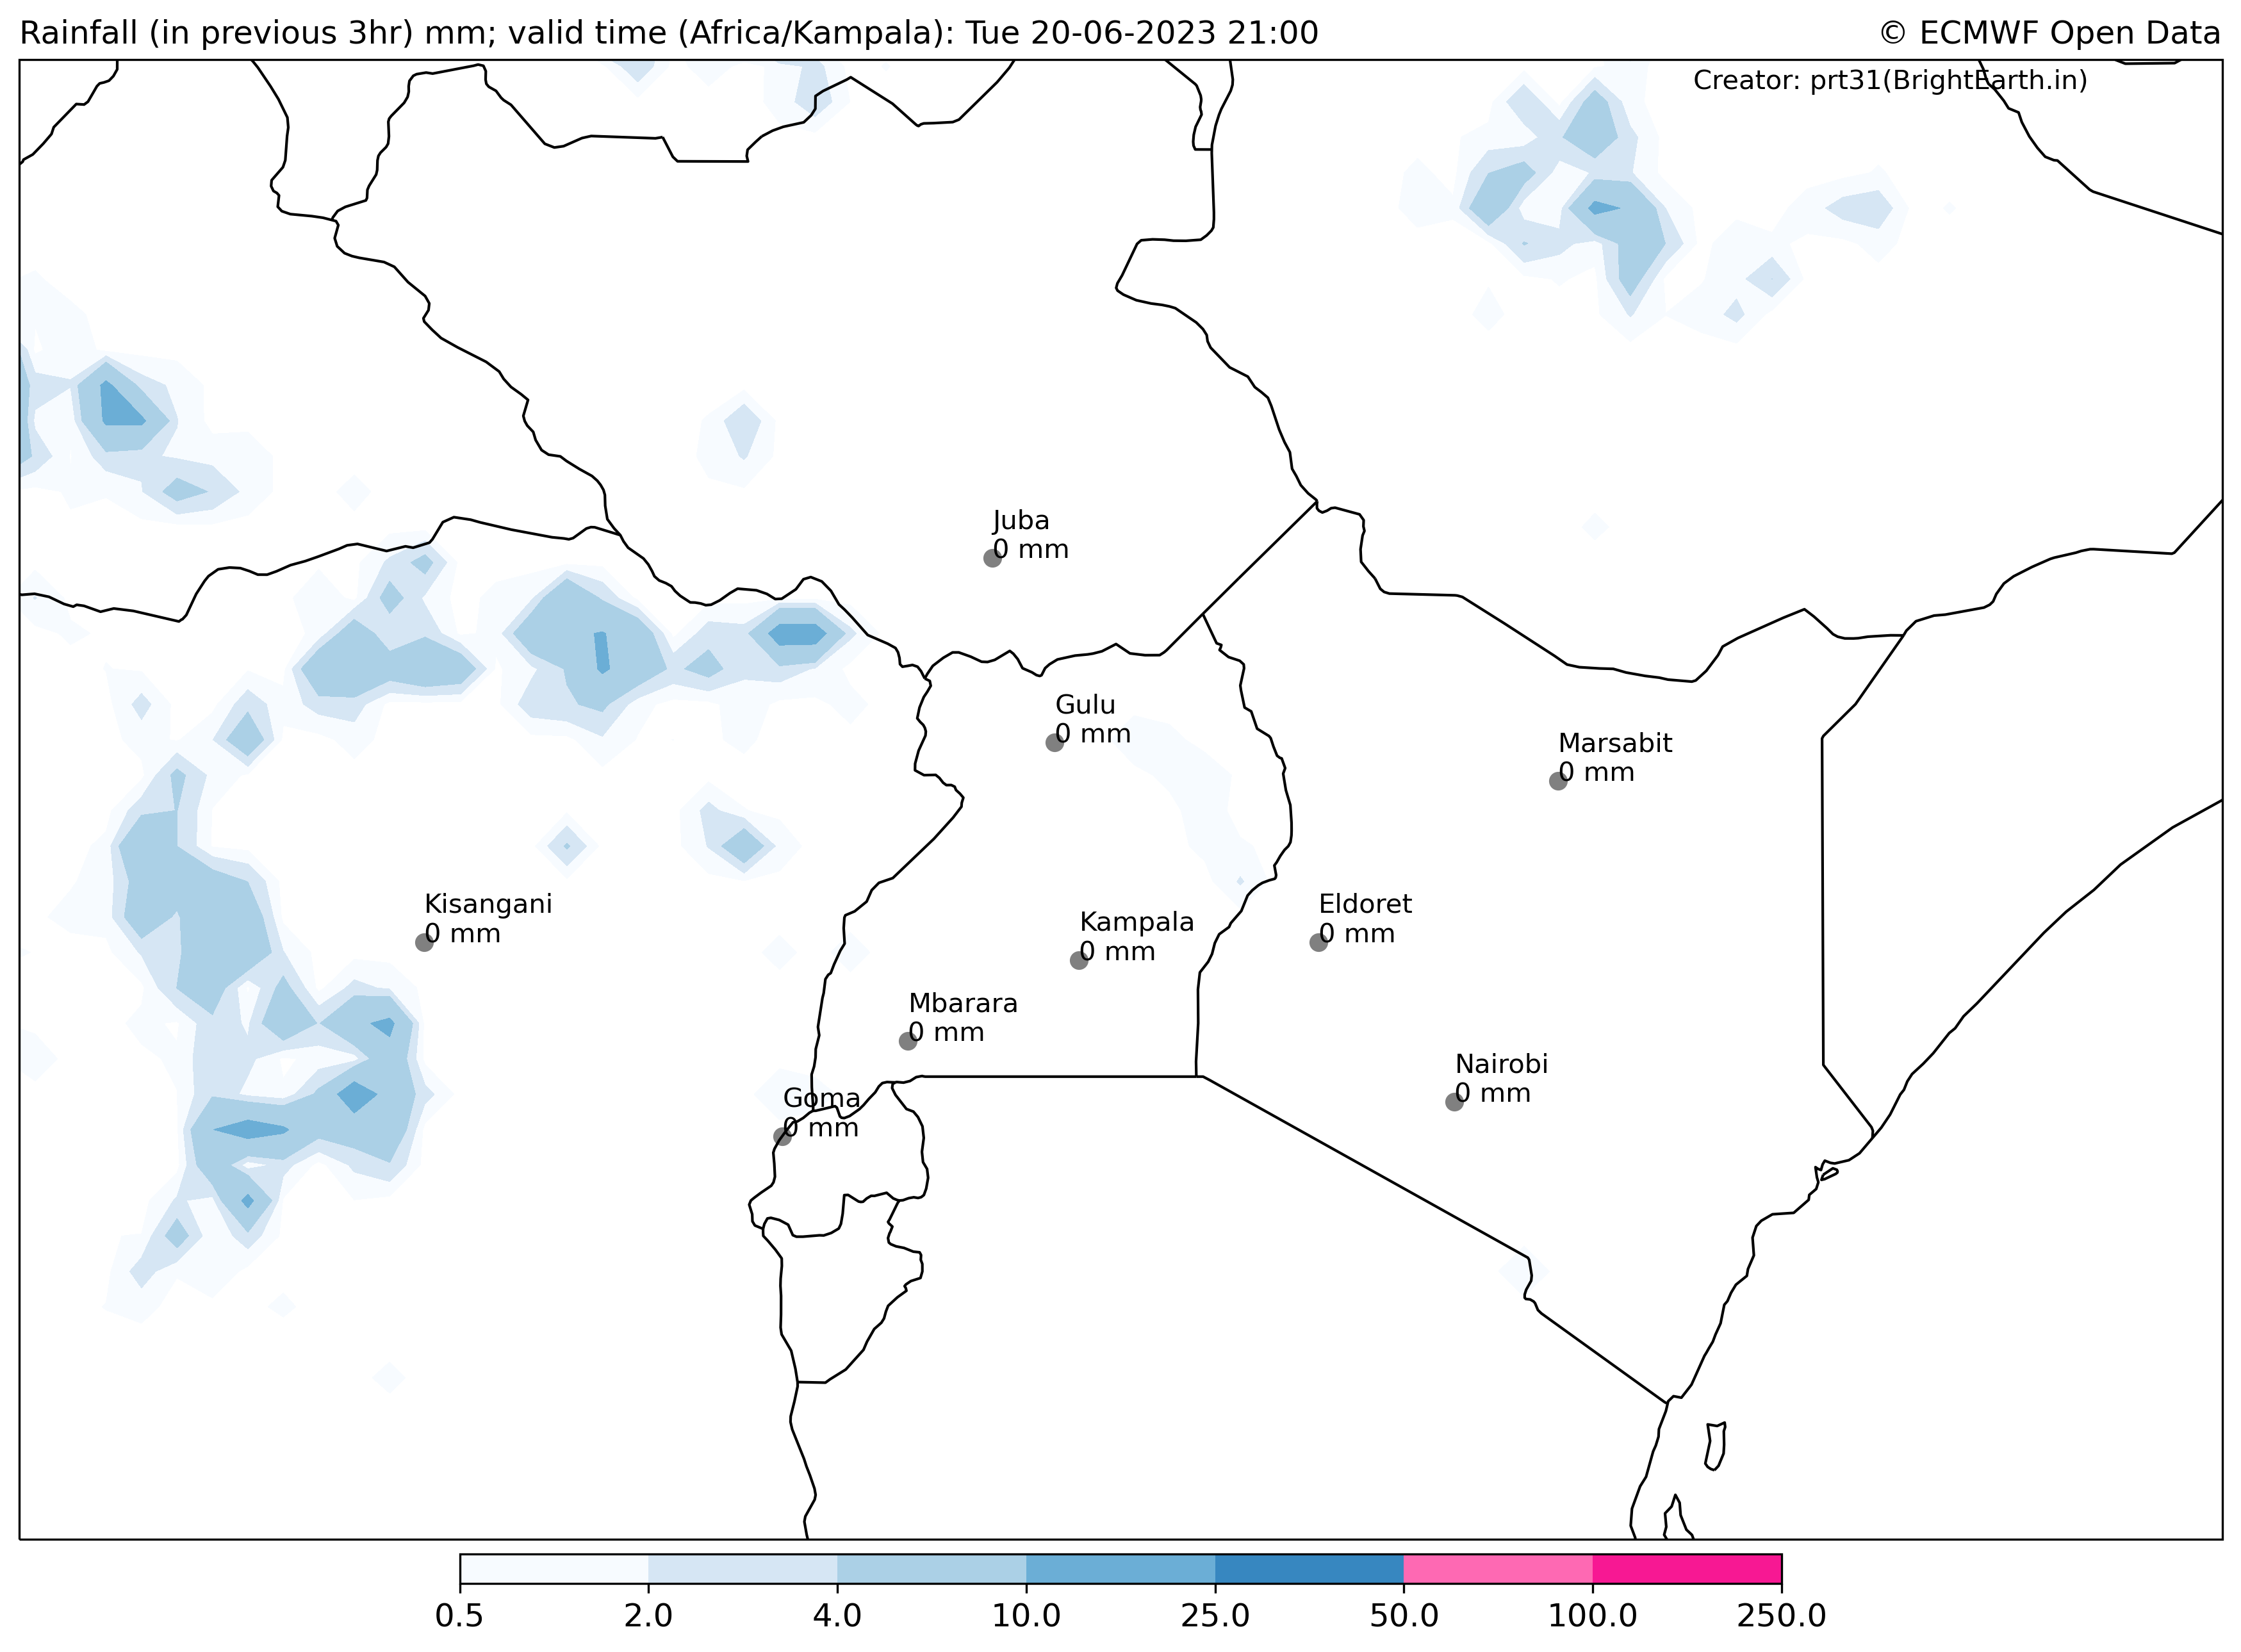 Rainfall (in previous 3hr) mm; valid time (Africa/Kampala): Tue 20-06-2023 21:00
© ECMWF Open Data
Creator: prt31(BrightEarth.in)
Juba
0 mm
Gulu
0 mm
Marsabit
0 mm
Kisangani
0 mm
Kampala
0 mm
Eldoret
0 mm
Mbarara
0 mm
Nairobi
0 mm
Goma
0 mm
0.5 2.0 4.0 10.0 25.0 50.0 100.0 250.0